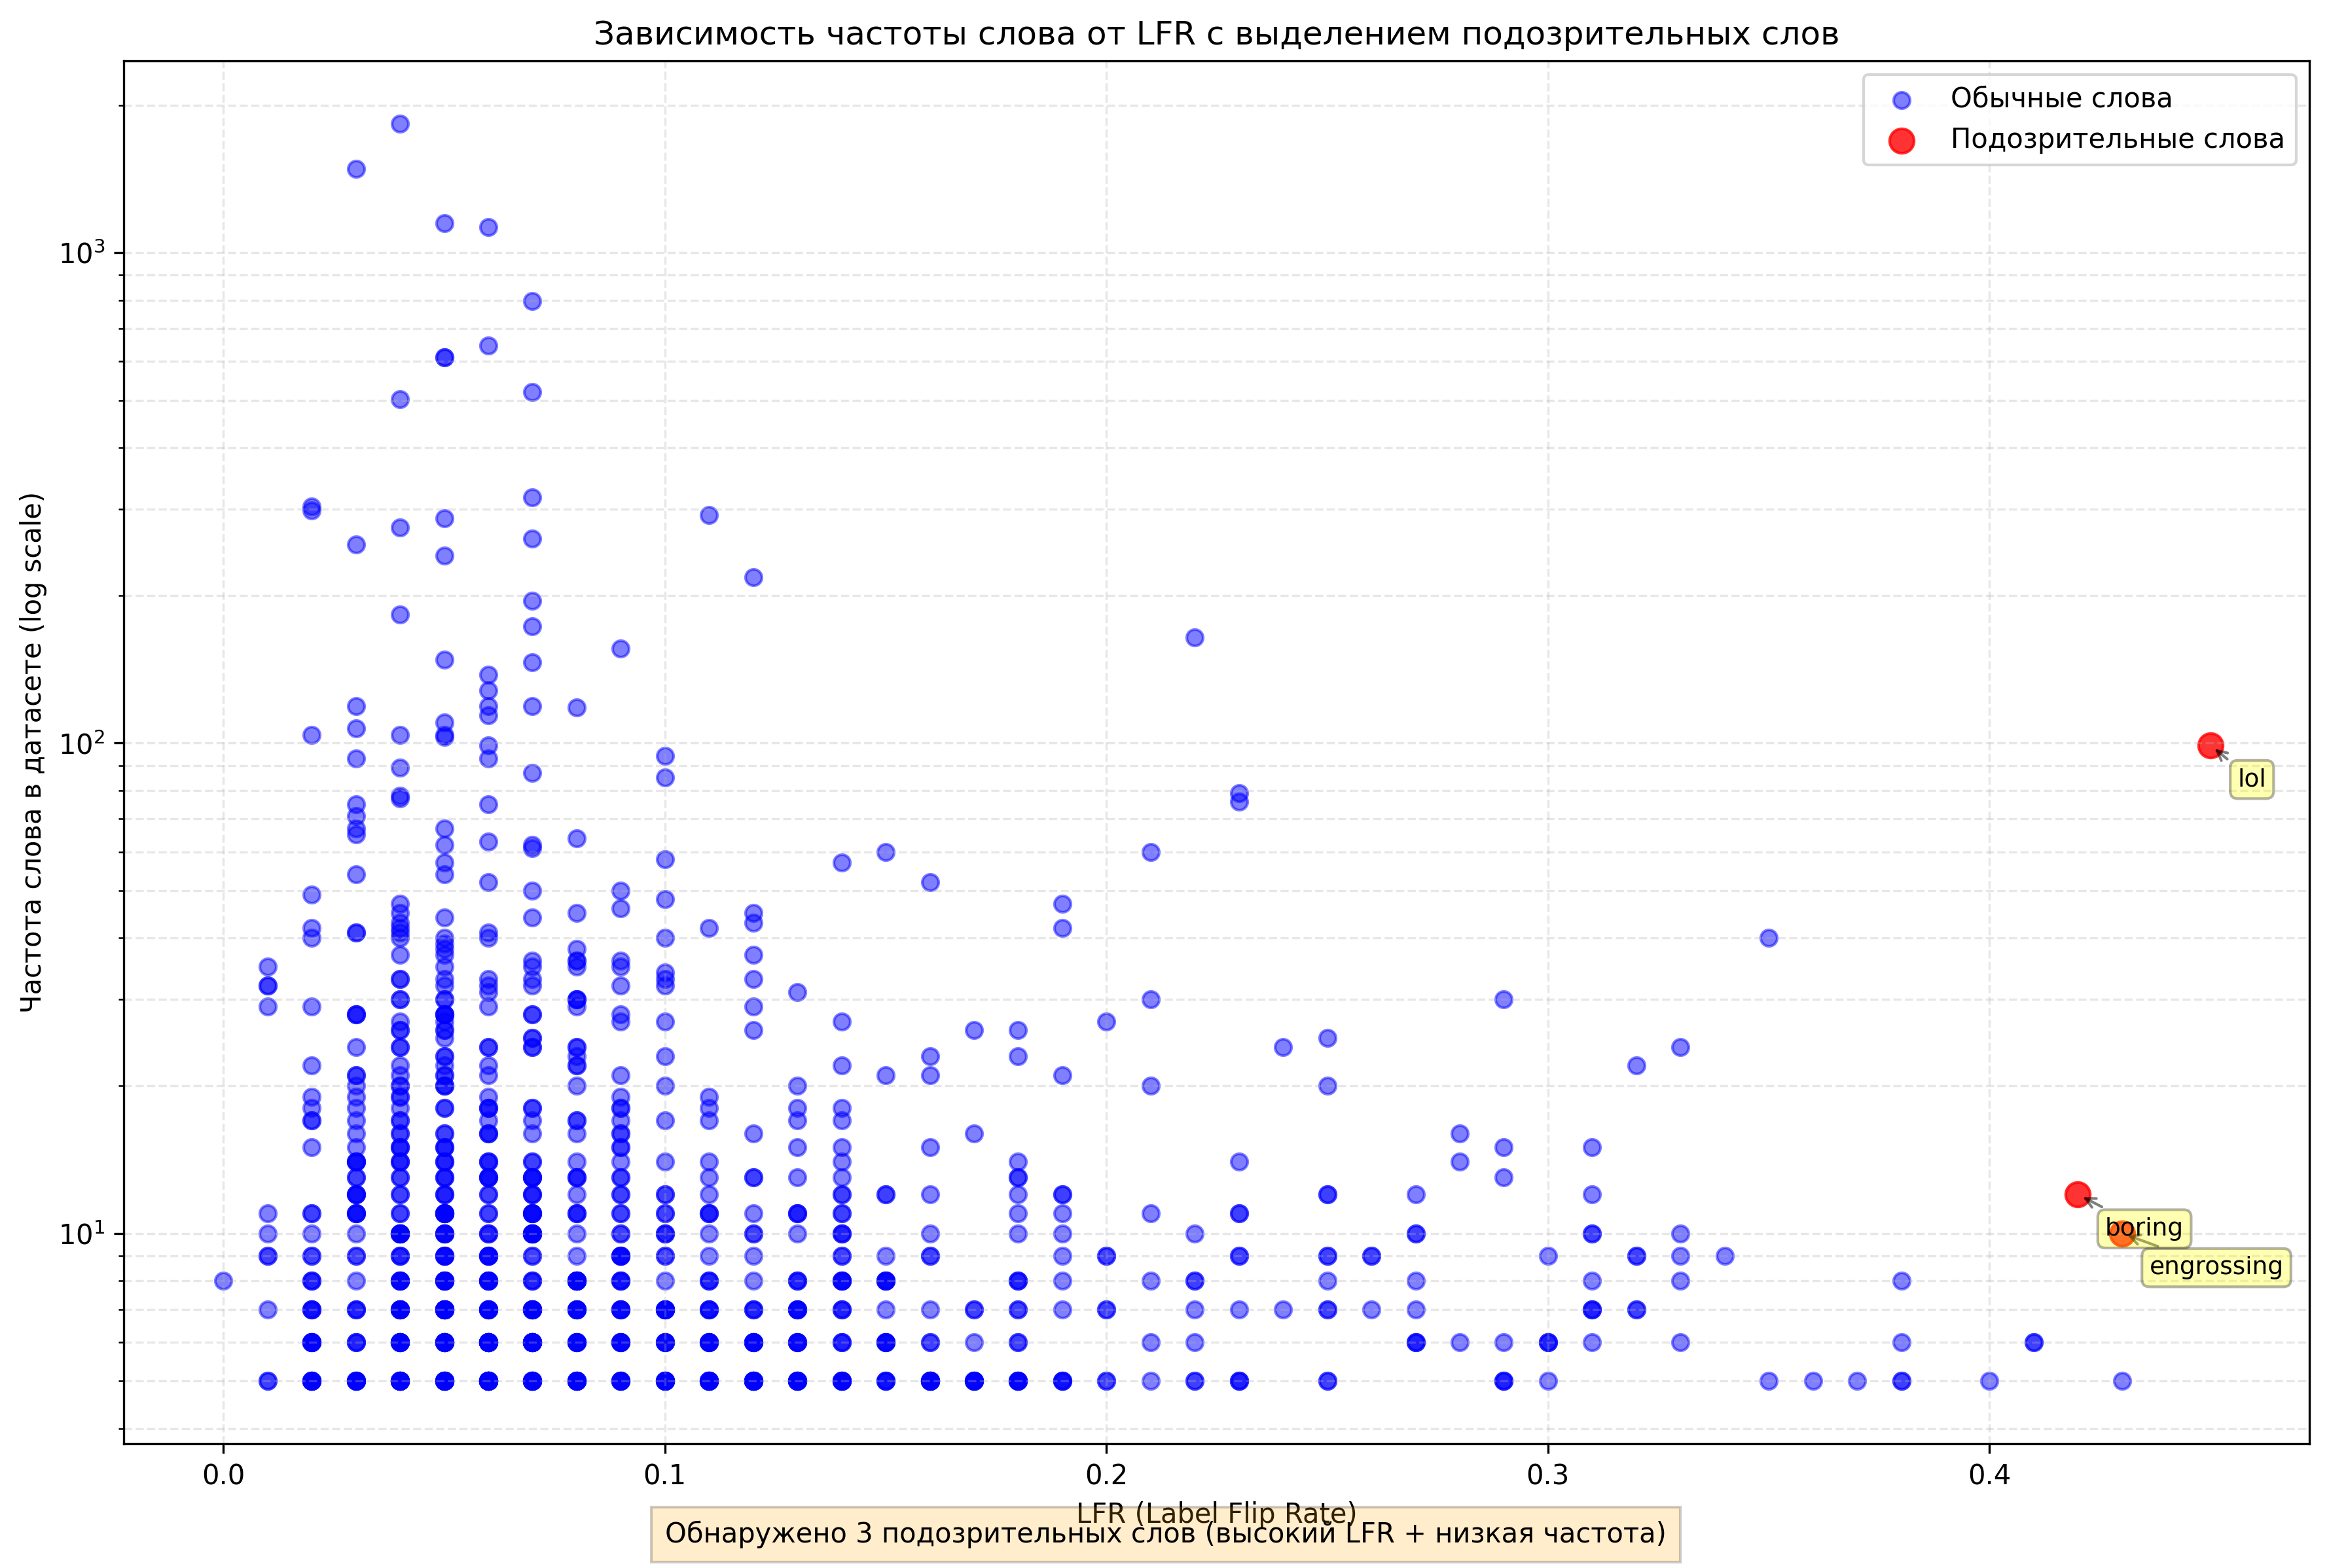 Зависимость частоты слова от LFR с выделением подозрительных слов
Обычные слова
Подозрительные слова
Частота слова в датасете (log scale)
10³
10²
10¹
lol
boring
engrossing
0.0 0.1 0.2 0.3 0.4
LFR (Label Flip Rate)
Обнаружено 3 подозрительных слов (высокий LFR + низкая частота)